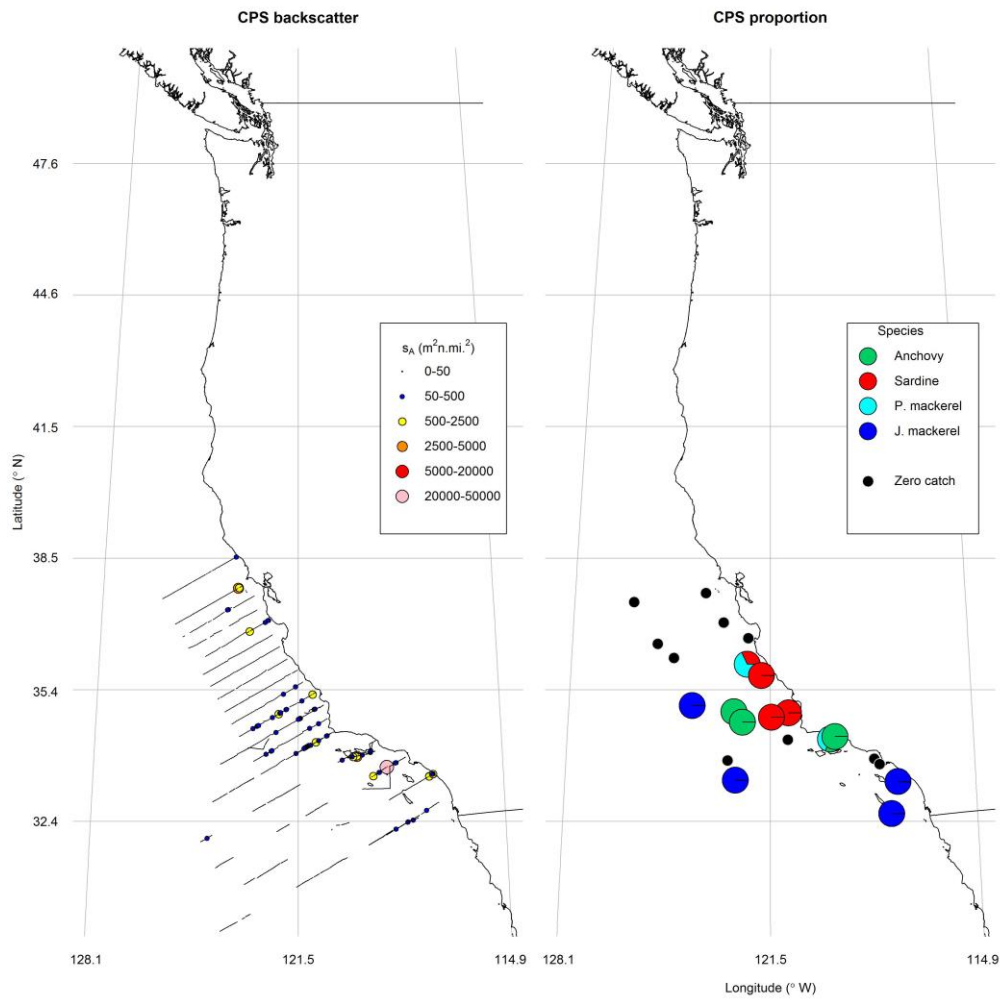 CPS backscatter
CPS proportion
47.6
44.6
41.5
38.5
35.4
32.4
Latitude (° N)
s_A (m²n.mi.²)
0-50
50-500
500-2500
2500-5000
5000-20000
20000-50000
Species
Anchovy
Sardine
P. mackerel
J. mackerel
Zero catch
128.1
121.5
114.9
128.1
121.5
114.9
Longitude (° W)